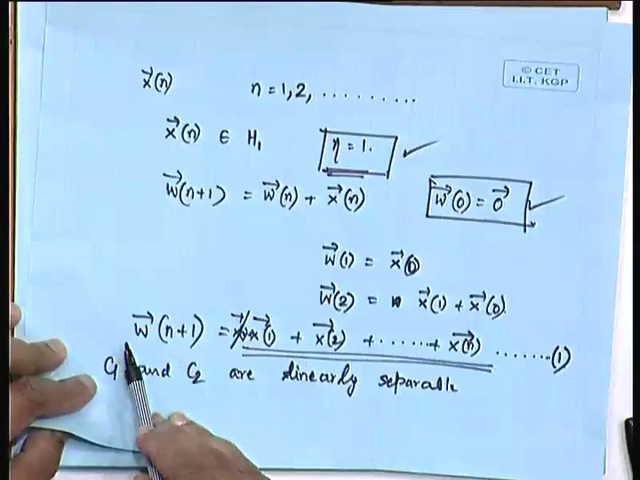 x⃗(n) n = 1, 2, .........
© CET
I.I.T. KGP
x⃗(n) ∈ H₁
η = 1.
w⃗(n+1) = w⃗(n) + x⃗(n)
w⃗(0) = 0⃗
w⃗(1) = x⃗(0)
w⃗(2) = x⃗(1) + x⃗(0).
w⃗(n+1) = x⃗(1) + x⃗(2) + ...... + x⃗(n) ......(1)
C₁ and C₂ are linearly separable